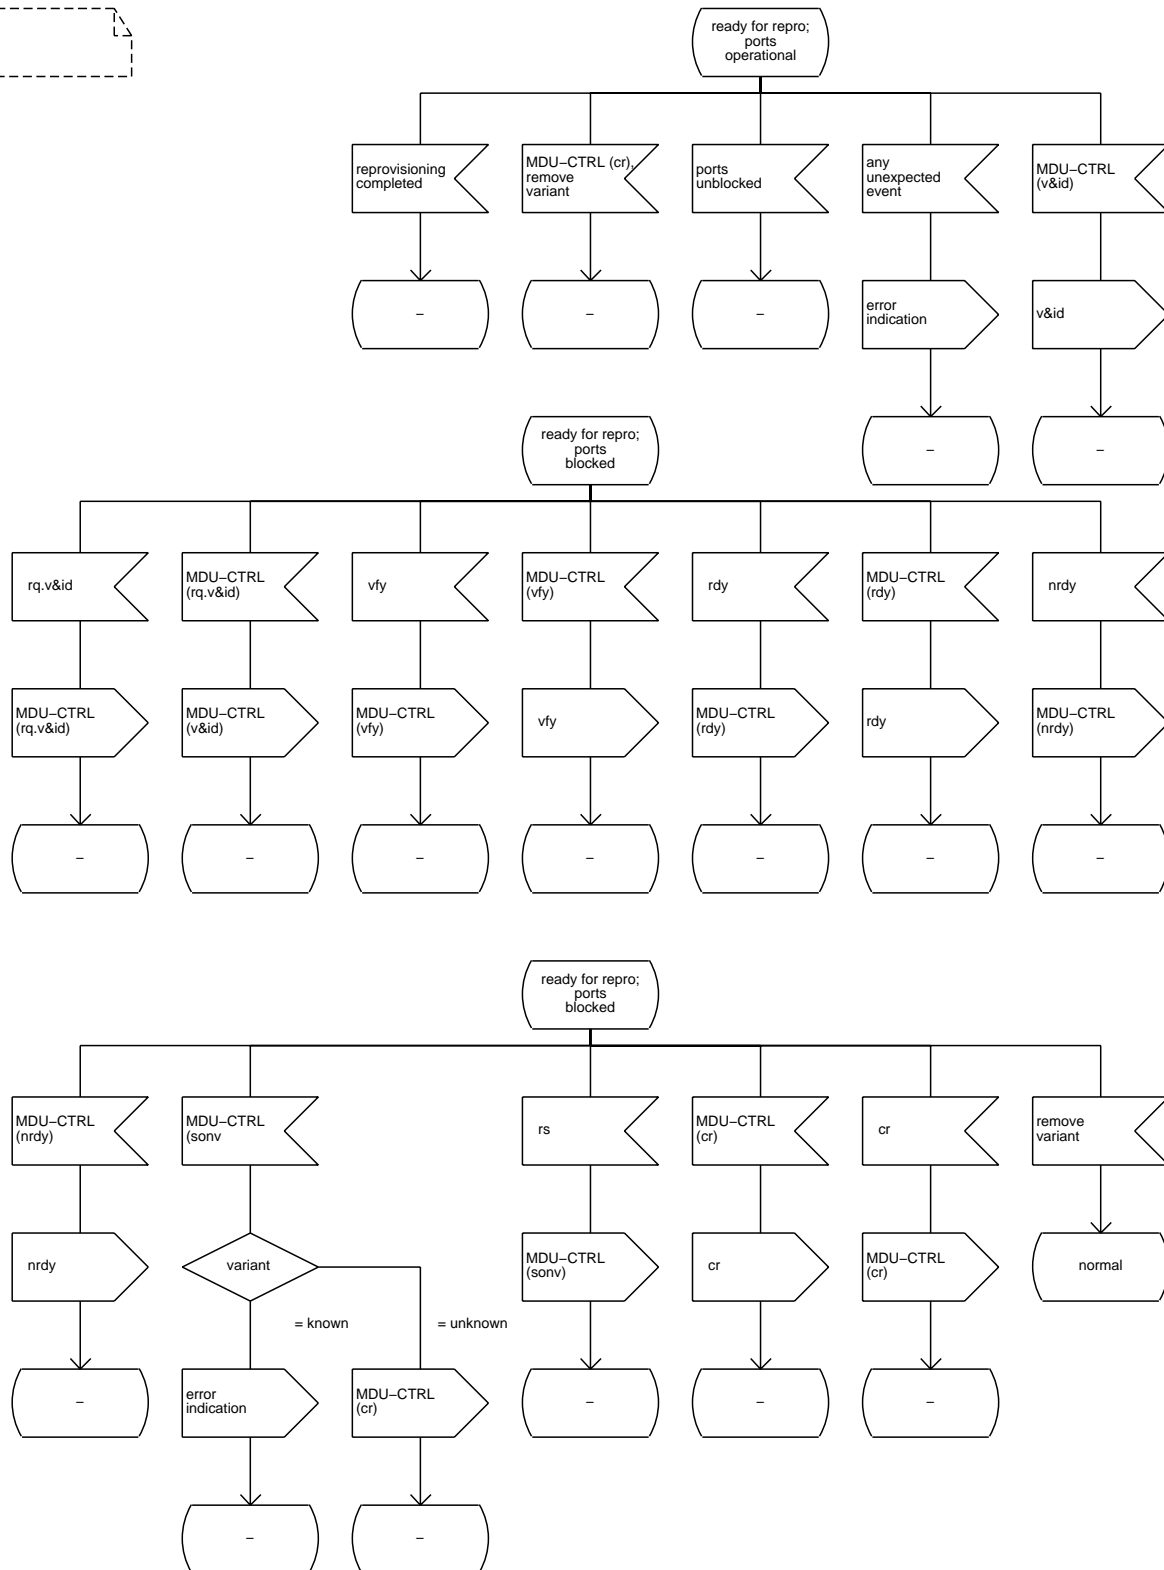 ready for repro;
ports
operational
reprovisioning
completed
MDU−CTRL (cr),
remove
variant
ports
unblocked
any
unexpected
event
MDU−CTRL
(v&id)
−
−
−
error
indication
v&id
−
−
ready for repro;
ports
blocked
rq.v&id
MDU−CTRL
(rq.v&id)
vfy
MDU−CTRL
(vfy)
rdy
MDU−CTRL
(rdy)
nrdy
MDU−CTRL
(rq.v&id)
MDU−CTRL
(v&id)
MDU−CTRL
(vfy)
vfy
MDU−CTRL
(rdy)
rdy
MDU−CTRL
(nrdy)
−
−
−
−
−
−
−
ready for repro;
ports
blocked
MDU−CTRL
(nrdy)
MDU−CTRL
(sonv
rs
MDU−CTRL
(cr)
cr
remove
variant
nrdy
variant
MDU−CTRL
(sonv)
cr
MDU−CTRL
(cr)
normal
= known
= unknown
−
error
indication
MDU−CTRL
(cr)
−
−
−
−
−